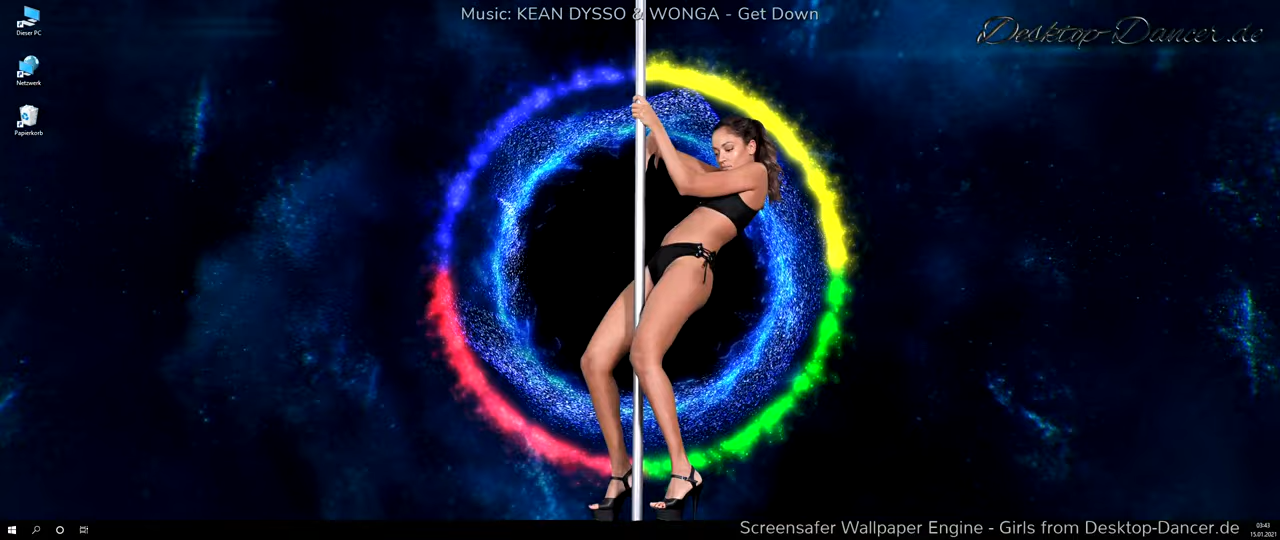 Music: KEAN DYSSO & WONGA - Get Down
Desktop-Dancer.de
Dieser PC
Netzwerk
Papierkorb
Screensafer Wallpaper Engine - Girls from Desktop-Dancer.de
03:43
15.01.2021